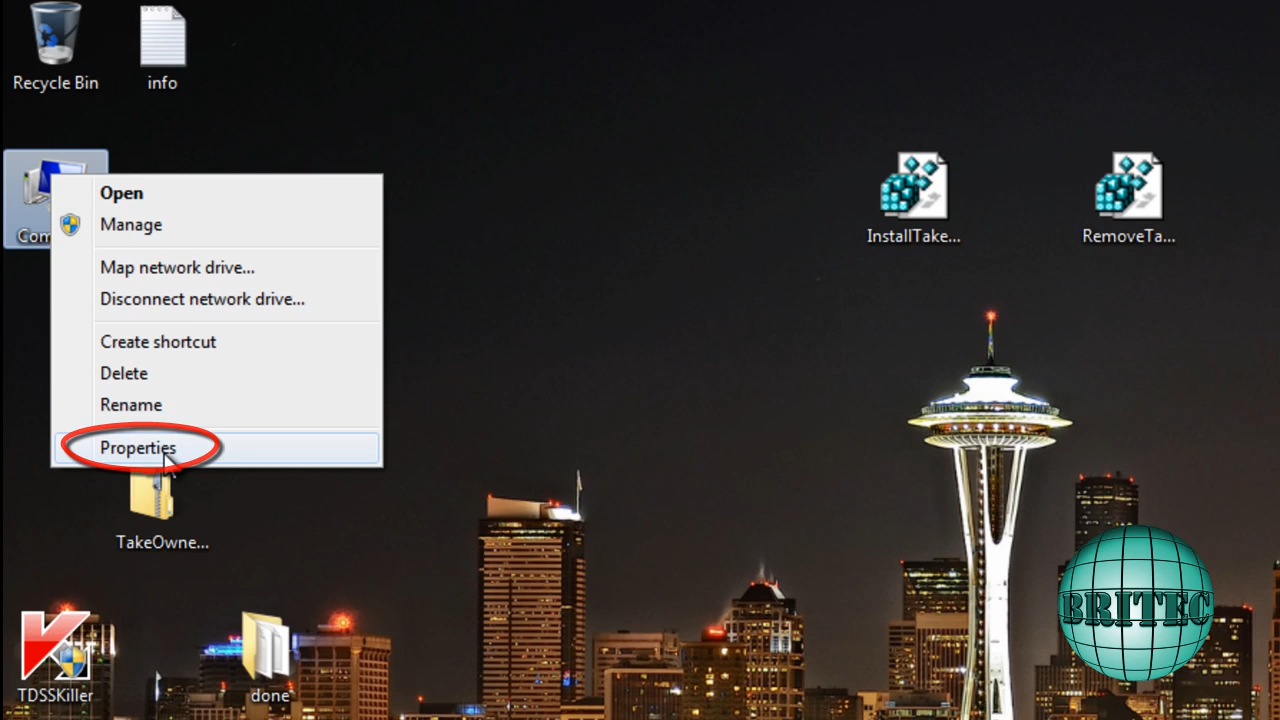 Recycle Bin
info
Com
Open
Manage
Map network drive...
Disconnect network drive...
Create shortcut
Delete
Rename
Properties
InstallTake...
RemoveTa...
TakeOwne...
BRITEC
TDSSKiller
done